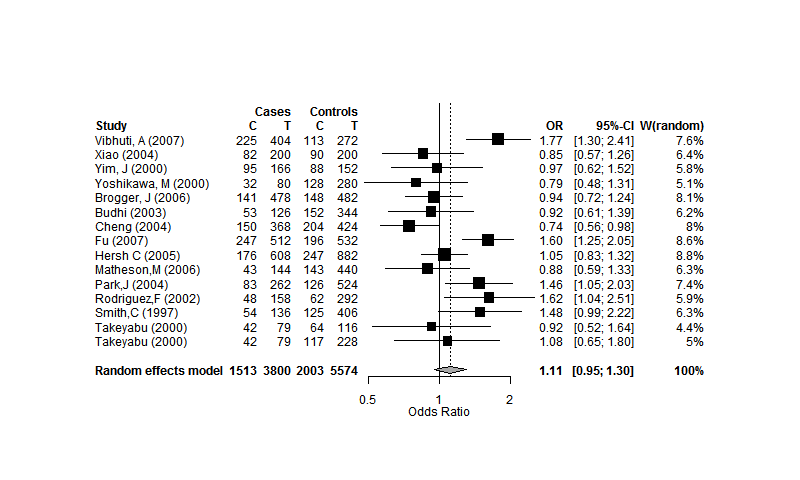 Cases Controls
Study C T C T OR 95%-CI W(random)
Vibhuti, A (2007) 225 404 113 272 1.77 [1.30; 2.41] 7.6%
Xiao (2004) 82 200 90 200 0.85 [0.57; 1.26] 6.4%
Yim, J (2000) 95 166 88 152 0.97 [0.62; 1.52] 5.8%
Yoshikawa, M (2000) 32 80 128 280 0.79 [0.48; 1.31] 5.1%
Brogger, J (2006) 141 478 148 482 0.94 [0.72; 1.24] 8.1%
Budhi (2003) 53 126 152 344 0.92 [0.61; 1.39] 6.2%
Cheng (2004) 150 368 204 424 0.74 [0.56; 0.98] 8%
Fu (2007) 247 512 196 532 1.60 [1.25; 2.05] 8.6%
Hersh C (2005) 176 608 247 882 1.05 [0.83; 1.32] 8.8%
Matheson,M (2006) 43 144 143 440 0.88 [0.59; 1.33] 6.3%
Park,J (2004) 83 262 126 524 1.46 [1.05; 2.03] 7.4%
Rodriguez,F (2002) 48 158 62 292 1.62 [1.04; 2.51] 5.9%
Smith,C (1997) 54 136 125 406 1.48 [0.99; 2.22] 6.3%
Takeyabu (2000) 42 79 64 116 0.92 [0.52; 1.64] 4.4%
Takeyabu (2000) 42 79 117 228 1.08 [0.65; 1.80] 5%
Random effects model 1513 3800 2003 5574 1.11 [0.95; 1.30] 100%
0.5 1 2
Odds Ratio